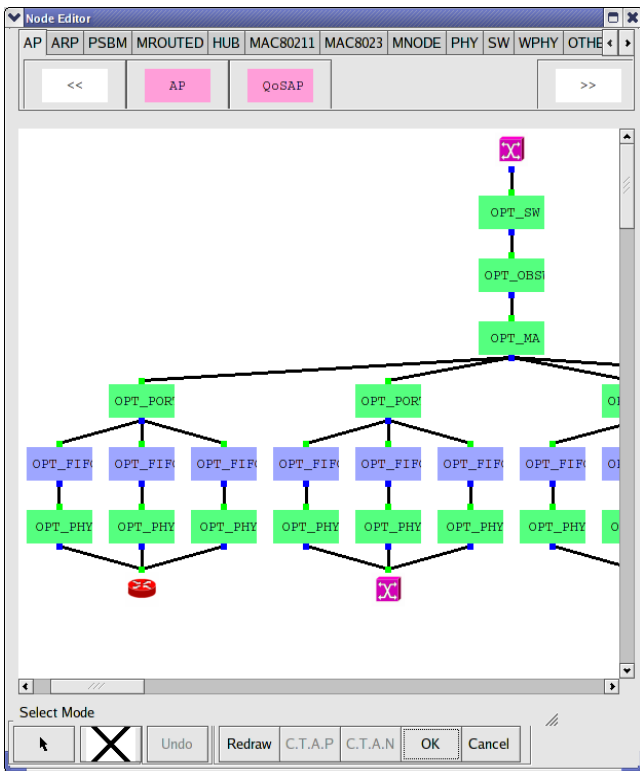 Node Editor
AP ARP PSBM MROUTED HUB MAC80211 MAC8023 MNODE PHY SW WPHY OTHE
<< AP QoSAP >>
OPT_SW
OPT_OBSU
OPT_MA
OPT_POR OPT_POR
OPT_FIF OPT_FIF OPT_FIF OPT_FIF OPT_FIF OPT_FIF OPT_FIF
OPT_PHY OPT_PHY OPT_PHY OPT_PHY OPT_PHY OPT_PHY OPT_PHY
Select Mode
Undo Redraw C.T.A.P C.T.A.N OK Cancel